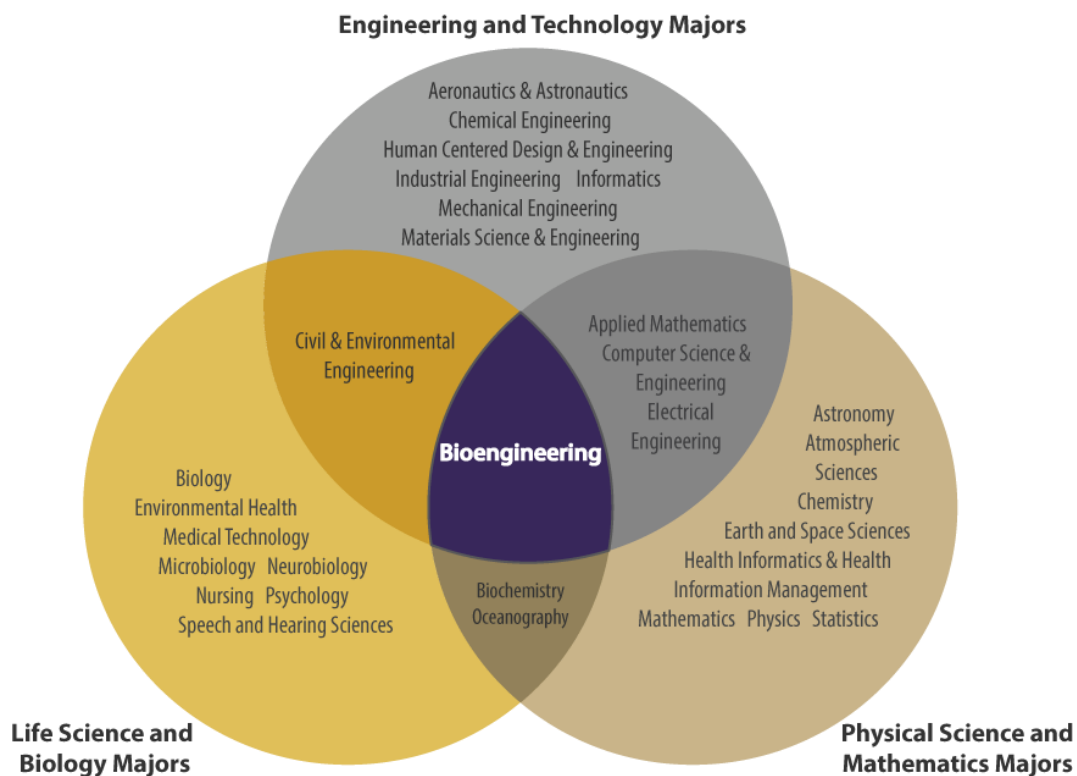 Engineering and Technology Majors
Aeronautics & Astronautics
Chemical Engineering
Human Centered Design & Engineering
Industrial Engineering Informatics
Mechanical Engineering
Materials Science & Engineering
Civil & Environmental
Engineering
Applied Mathematics
Computer Science &
Engineering
Electrical
Engineering
Bioengineering
Astronomy
Atmospheric
Sciences
Chemistry
Earth and Space Sciences
Health Informatics & Health
Information Management
Mathematics Physics Statistics
Biology
Environmental Health
Medical Technology
Microbiology Neurobiology
Nursing Psychology
Speech and Hearing Sciences
Biochemistry
Oceanography
Life Science and
Biology Majors
Physical Science and
Mathematics Majors